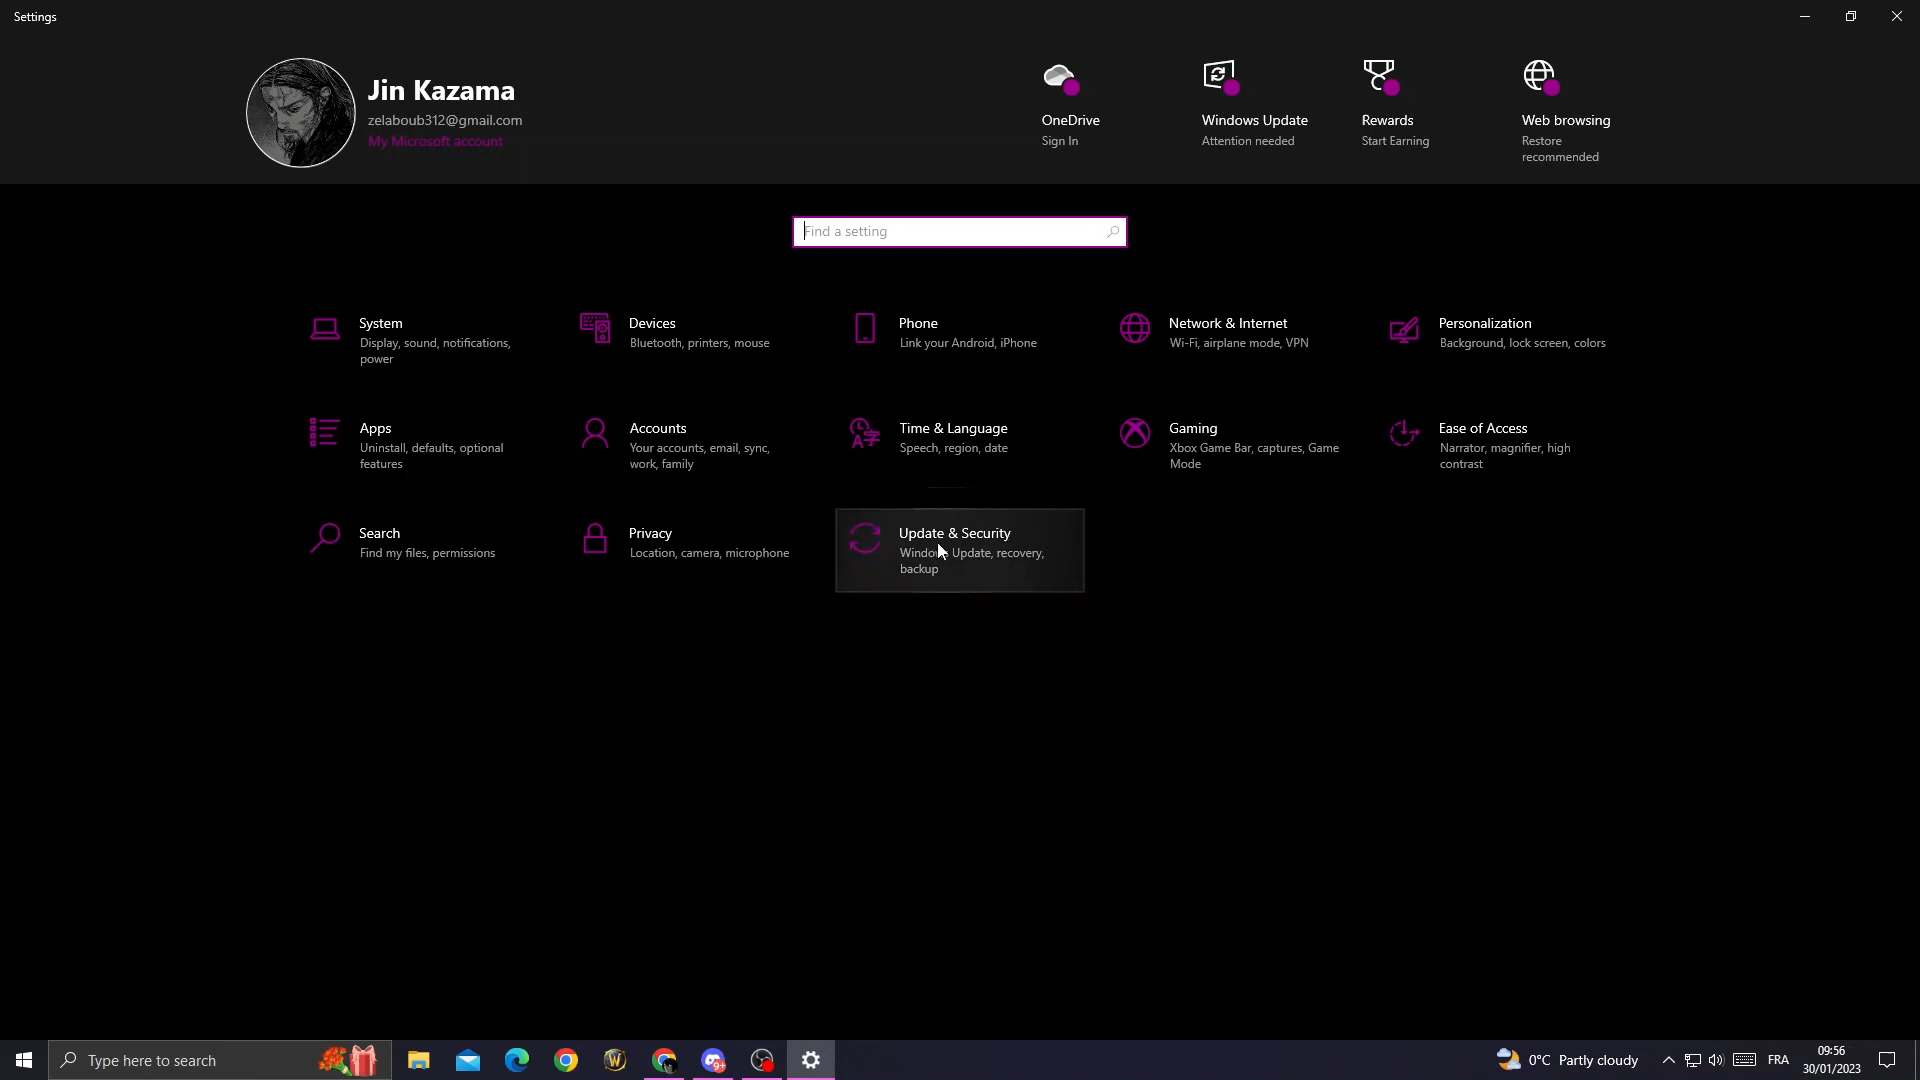 Settings
Jin Kazama
zelaboub312@gmail.com
My Microsoft account
OneDrive
Sign In
Windows Update
Attention needed
Rewards
Start Earning
Web browsing
Restore
recommended
Find a setting
System
Display, sound, notifications,
power
Devices
Bluetooth, printers, mouse
Phone
Link your Android, iPhone
Network & Internet
Wi-Fi, airplane mode, VPN
Personalization
Background, lock screen, colors
Apps
Uninstall, defaults, optional
features
Accounts
Your accounts, email, sync,
work, family
Time & Language
Speech, region, date
Gaming
Xbox Game Bar, captures, Game
Mode
Ease of Access
Narrator, magnifier, high
contrast
Search
Find my files, permissions
Privacy
Location, camera, microphone
Update & Security
Windows Update, recovery,
backup
Type here to search
9+
0°C Partly cloudy
FRA
09:56
30/01/2023